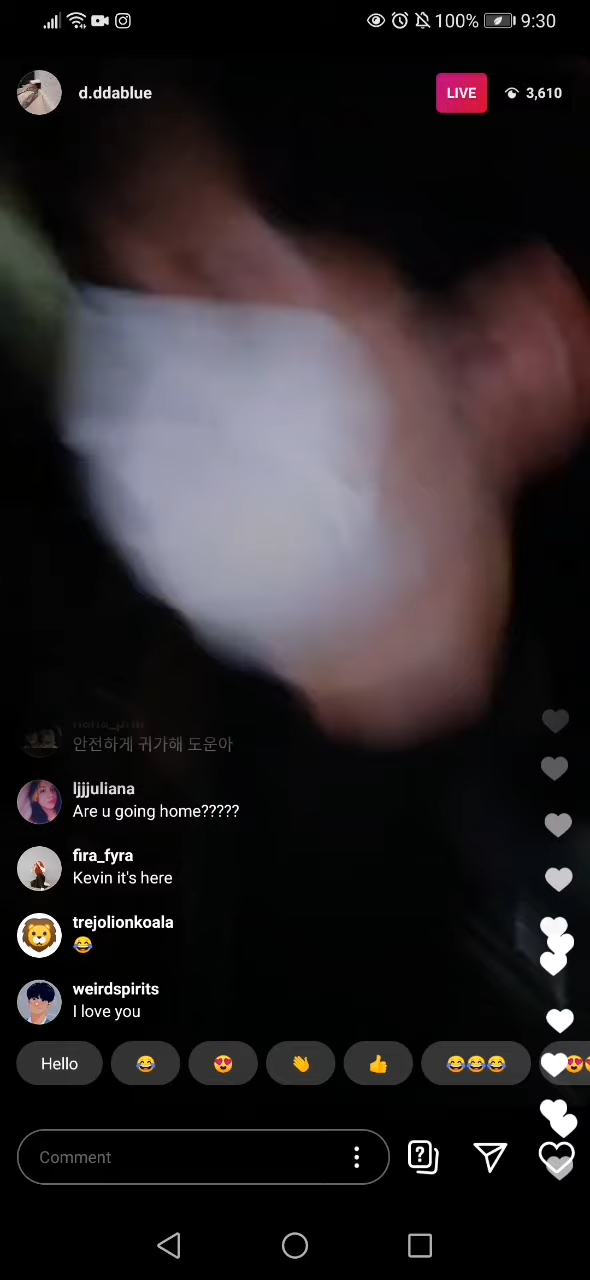 100% 9:30
d.ddablue LIVE 3,610
안전하게 귀가해 도운아
ljjjuliana
Are u going home?????
fira_fyra
Kevin it's here
trejolionkoala
😂
weirdspirits
I love you
Hello 😂 😍 👋 👍 😂😂😂
Comment